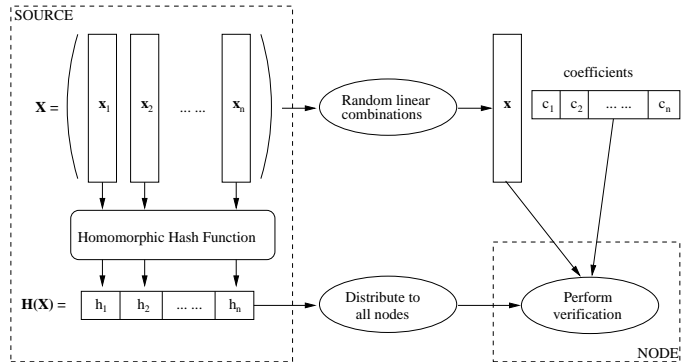 SOURCE
X =
x1
x2
... ...
xn
Random linear
combinations
x
coefficients
c1
c2
... ...
cn
Homomorphic Hash Function
H(X) =
h1
h2
... ...
hn
Distribute to
all nodes
Perform
verification
NODE